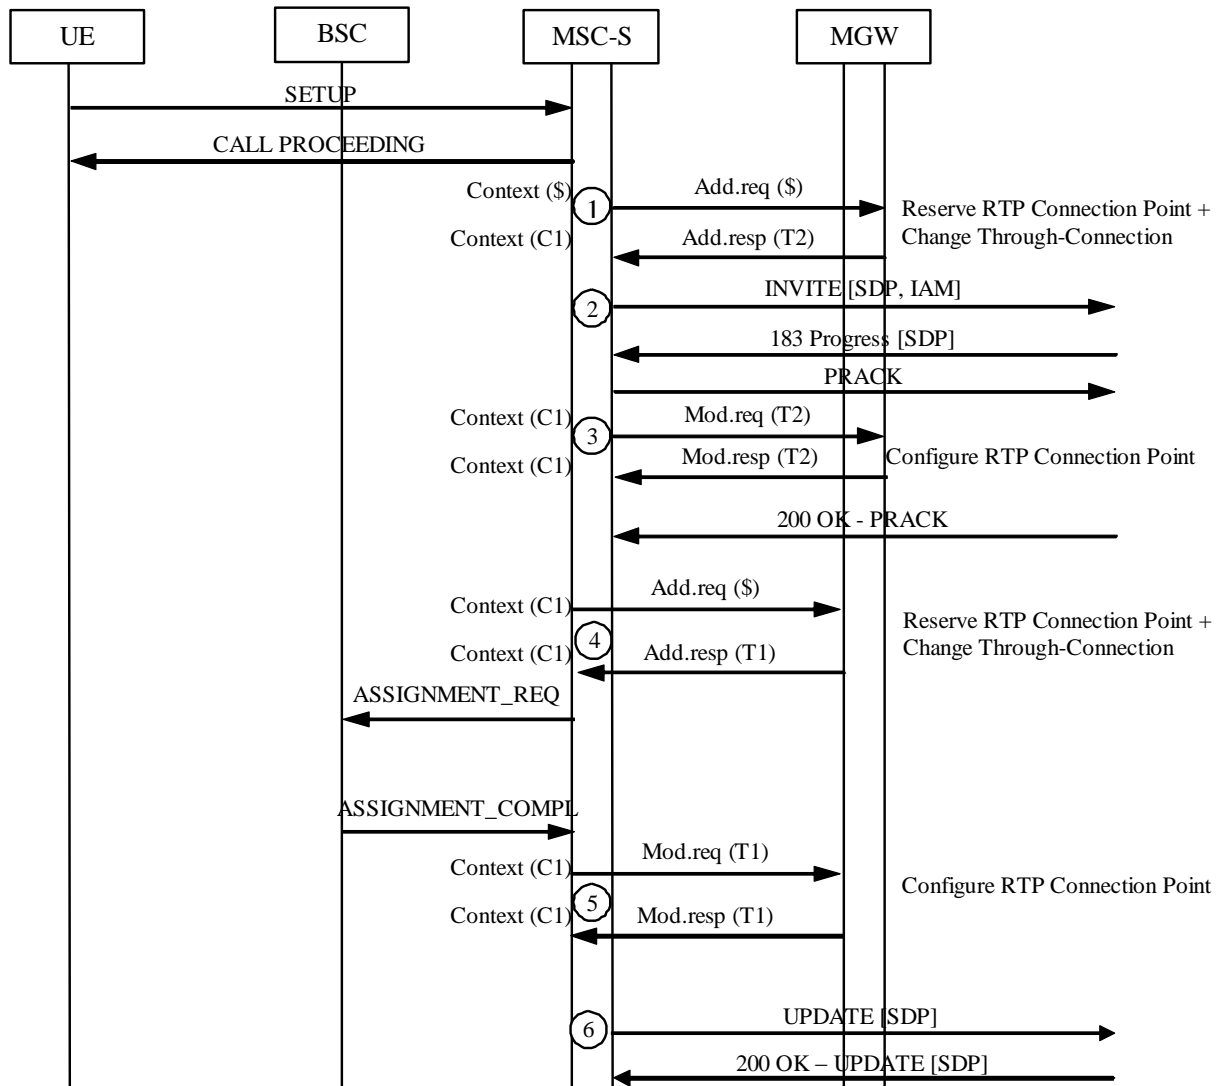 UE
BSC
MSC-S
MGW
SETUP
CALL PROCEEDING
Context ($)
1
Add.req ($)
Reserve RTP Connection Point +
Change Through-Connection
Context (C1)
Add.resp (T2)
2
INVITE [SDP, IAM]
183 Progress [SDP]
PRACK
Context (C1)
3
Mod.req (T2)
Context (C1)
Mod.resp (T2)
Configure RTP Connection Point
200 OK - PRACK
Context (C1)
Add.req ($)
Reserve RTP Connection Point +
Change Through-Connection
4
Context (C1)
Add.resp (T1)
ASSIGNMENT_REQ
ASSIGNMENT_COMPL
Context (C1)
Mod.req (T1)
Configure RTP Connection Point
5
Context (C1)
Mod.resp (T1)
6
UPDATE [SDP]
200 OK – UPDATE [SDP]